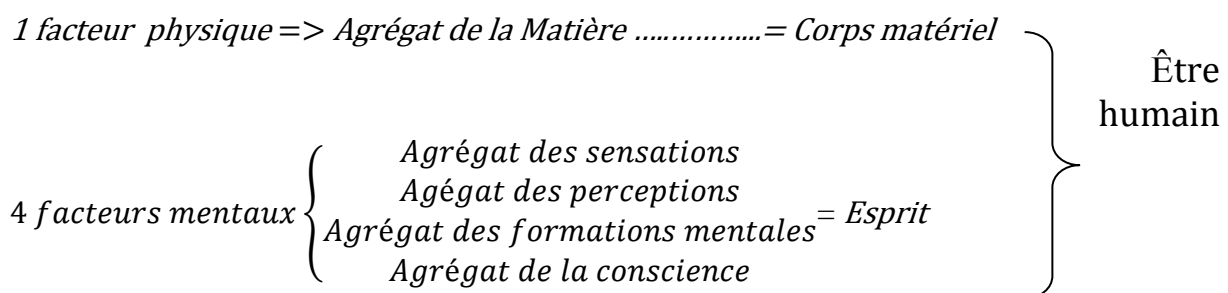 1 facteur physique => Agrégat de la Matière …..………...= Corps matériel
Être
humain
4 facteurs mentaux
Agrégat des sensations
Agégat des perceptions
Agrégat des formations mentales
Agrégat de la conscience
= Esprit